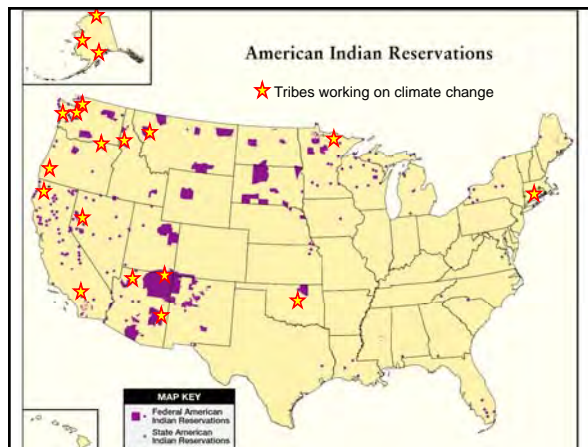 American Indian Reservations
Tribes working on climate change
MAP KEY
Federal American
Indian Reservations
State American
Indian Reservations